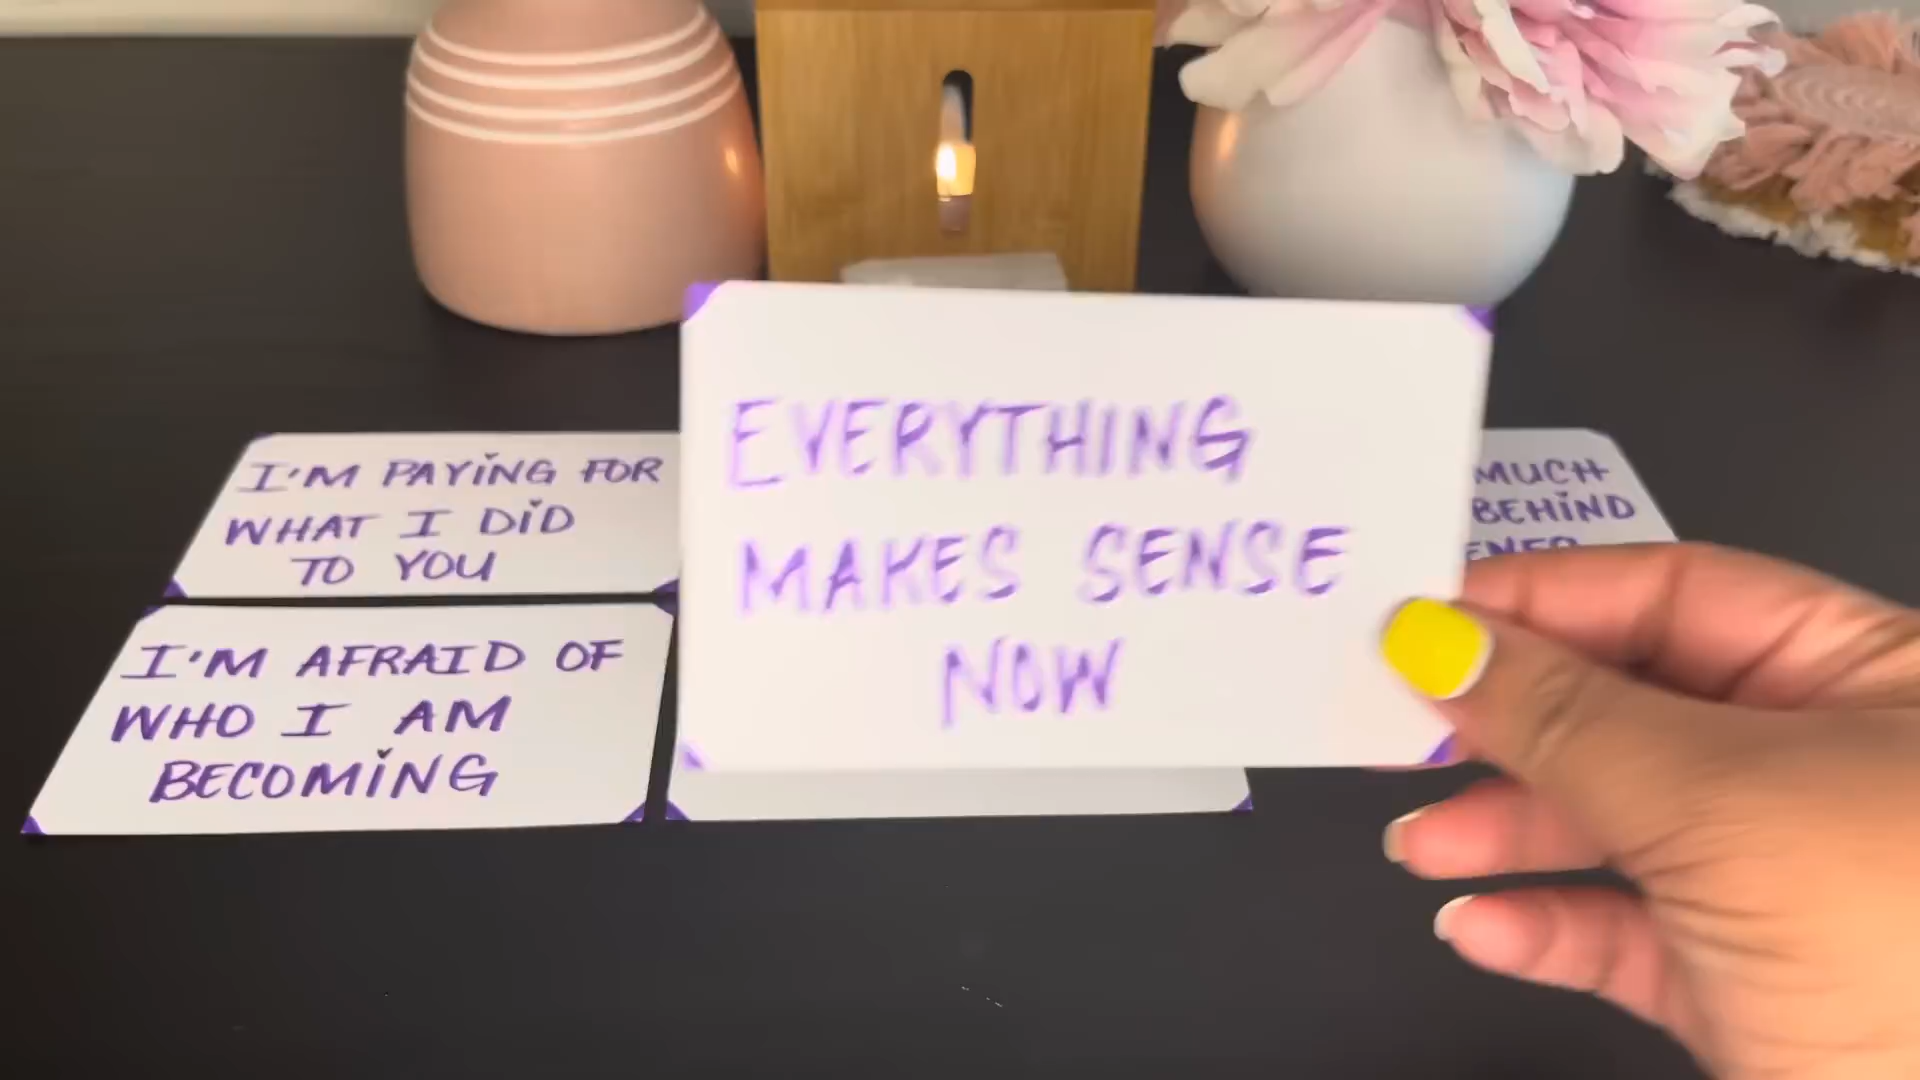 I'M PAYING FOR
WHAT I DID
TO YOU
EVERYTHING
MAKES SENSE
NOW
MUCH
BEHIND
I'M AFRAID OF
WHO I AM
BECOMING